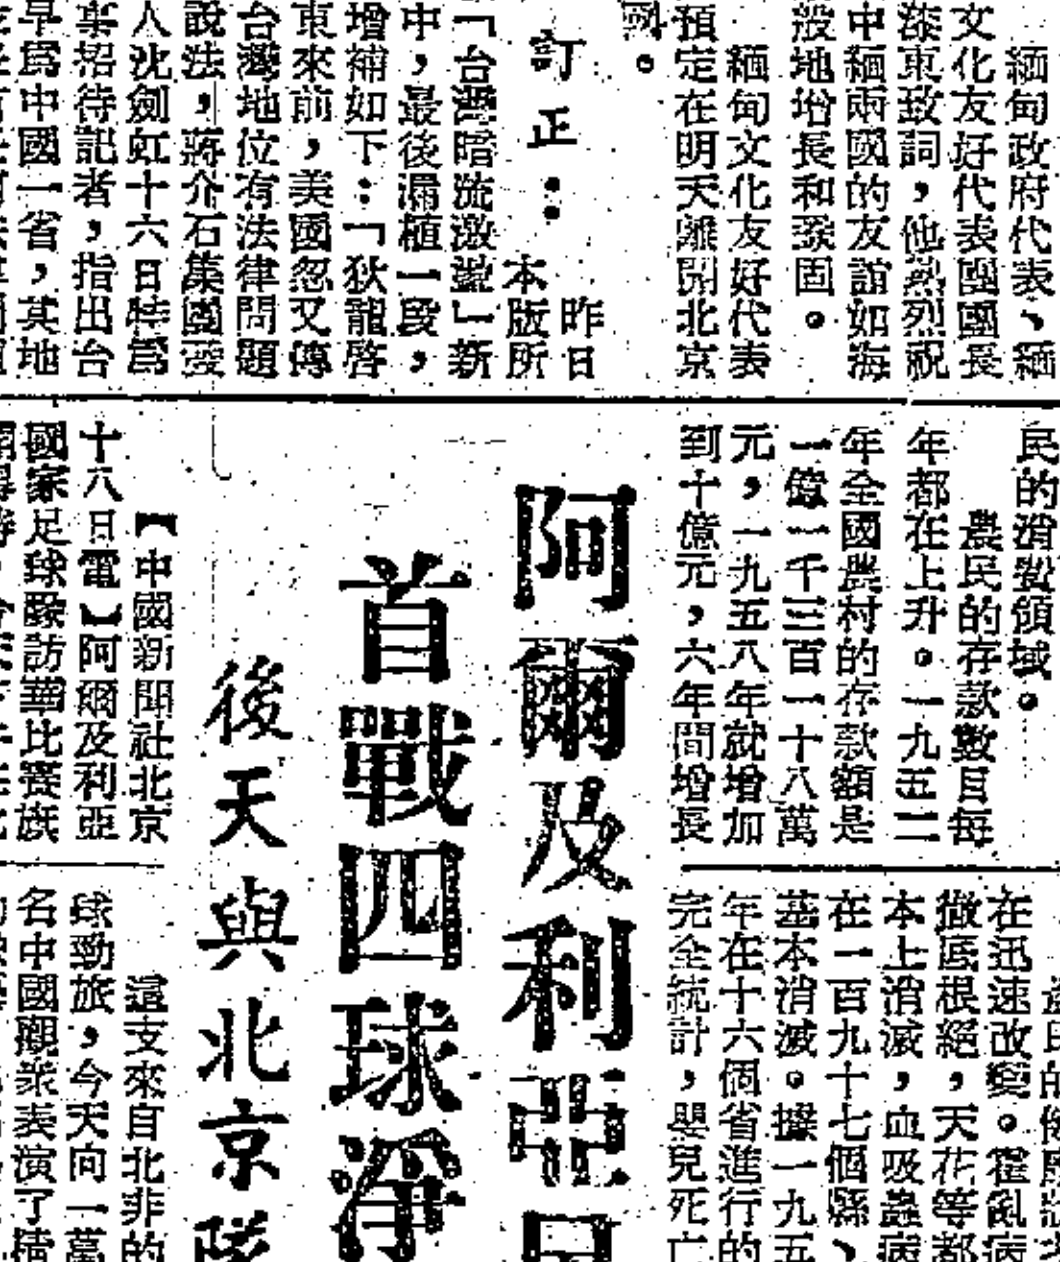 緬甸政府代表、緬
文化友好代表團團長
漆東致詞，他熱烈祝
中緬兩國的友誼如海
般地增長和鞏固。
緬甸文化友好代表
預定在明天離開北京
國。
訂正：
昨日
本版所
「台灣暗流激盪」新
中，最後漏植一段，
增補如下：「狄龍啓
東來前，美國忽又傳
台灣地位有法律問題
說法，蔣介石集團發
人沈劍虹十六日特爲
某招待記者，指出台
早爲中國一省，其地
民的消費領域。
農民的存款數目每
年都在上升。一九五二
年全國農村的存款額是
一億一千三百一十八萬
元，一九五八年就增加
到十億元，六年間增長
在迅速改變。霍亂病
徹底根絕，天花等都
本上消滅，血吸蟲病
在一百九十七個縣、
基本消滅。據一九五
年在十六個省進行的
完全統計，嬰兒死亡
阿爾及利亞
首戰四球淨
後天與北京隊
【中國新聞社北京
十八日電】阿爾及利亞
國家足球隊訪華比賽旗
這支來自北非的
球勁旅，今天向一萬
名中國觀衆表演了精